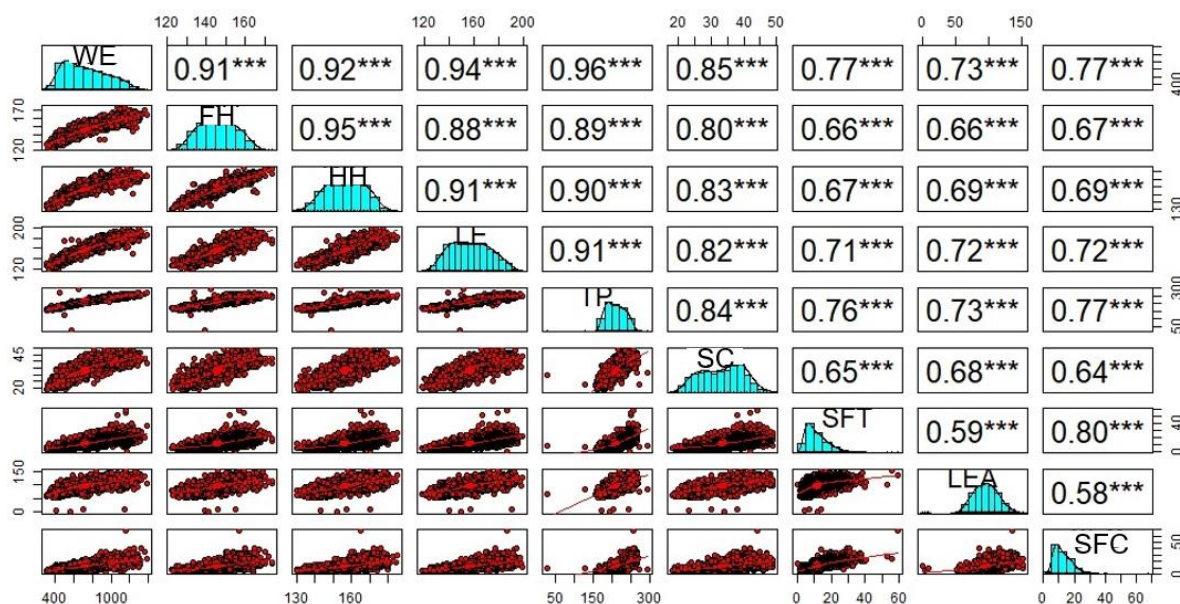 120 140 160 120 140 160 180 200 20 30 40 50 0 50 100 150
WE 0.91*** 0.92*** 0.94*** 0.96*** 0.85*** 0.77*** 0.73*** 0.77*** 400
170 120 FH 0.95*** 0.88*** 0.89*** 0.80*** 0.66*** 0.66*** 0.67***
HH 0.91*** 0.90*** 0.83*** 0.67*** 0.69*** 0.69*** 130
200 120 LE 0.91*** 0.82*** 0.71*** 0.72*** 0.72***
TP 0.84*** 0.76*** 0.73*** 0.77*** 300 50
45 20 SC 0.65*** 0.68*** 0.64***
SFT 0.59*** 0.80*** 40 0
150 0 LEA 0.58***
SFC 50 0
400 1000 130 160 50 150 300 0 20 40 60 0 20 40 60